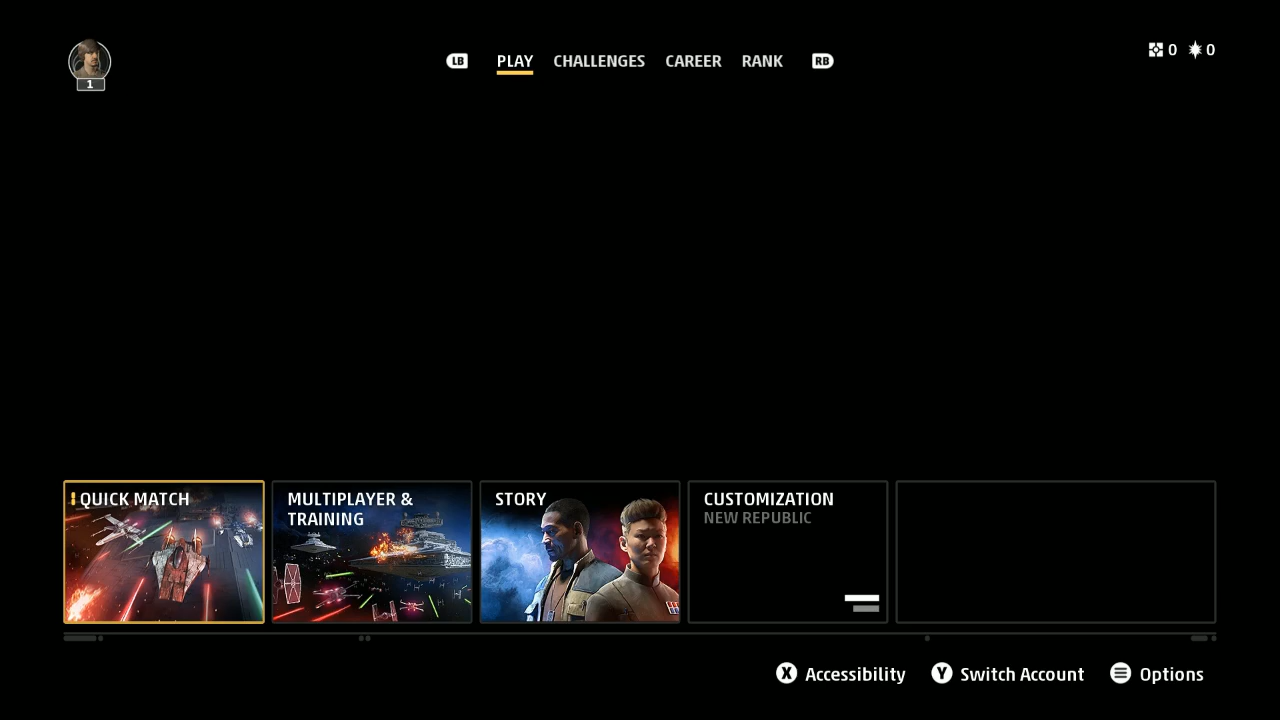 1
LB PLAY CHALLENGES CAREER RANK RB
0 0
QUICK MATCH
MULTIPLAYER &
TRAINING
STORY
CUSTOMIZATION
NEW REPUBLIC
X Accessibility Y Switch Account Options